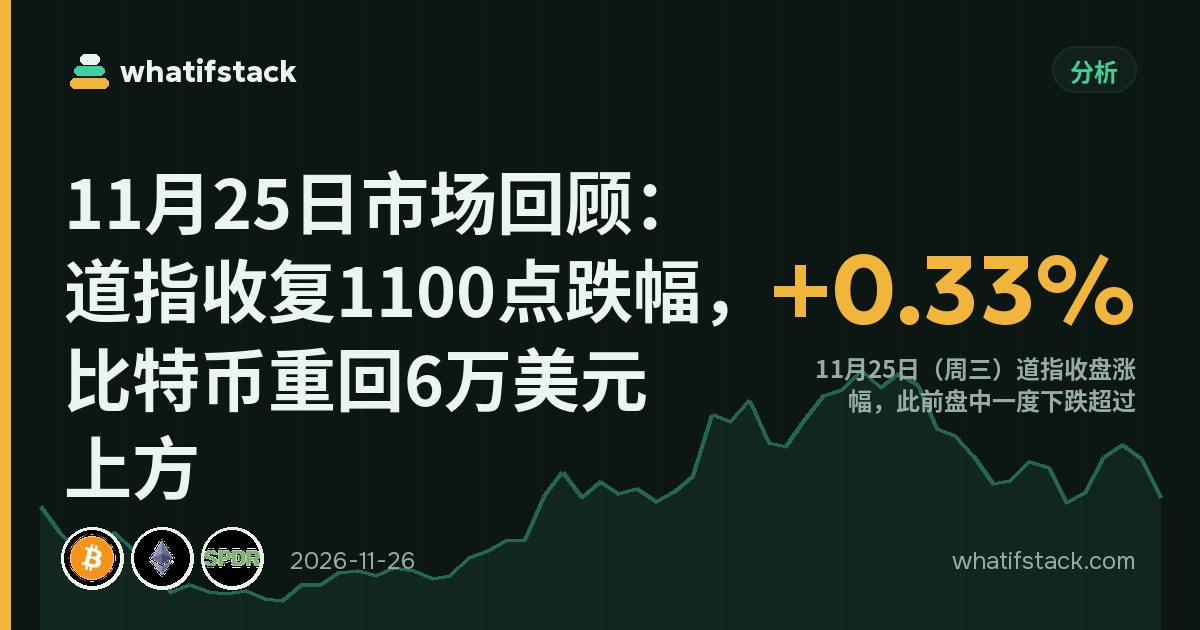 whatifstack
分析
11月25日市场回顾：
道指收复1100点跌幅，
比特币重回6万美元
上方
+0.33%
11月25日（周三）道指收盘涨
幅，此前盘中一度下跌超过
SPDR
2026-11-26
whatifstack.com